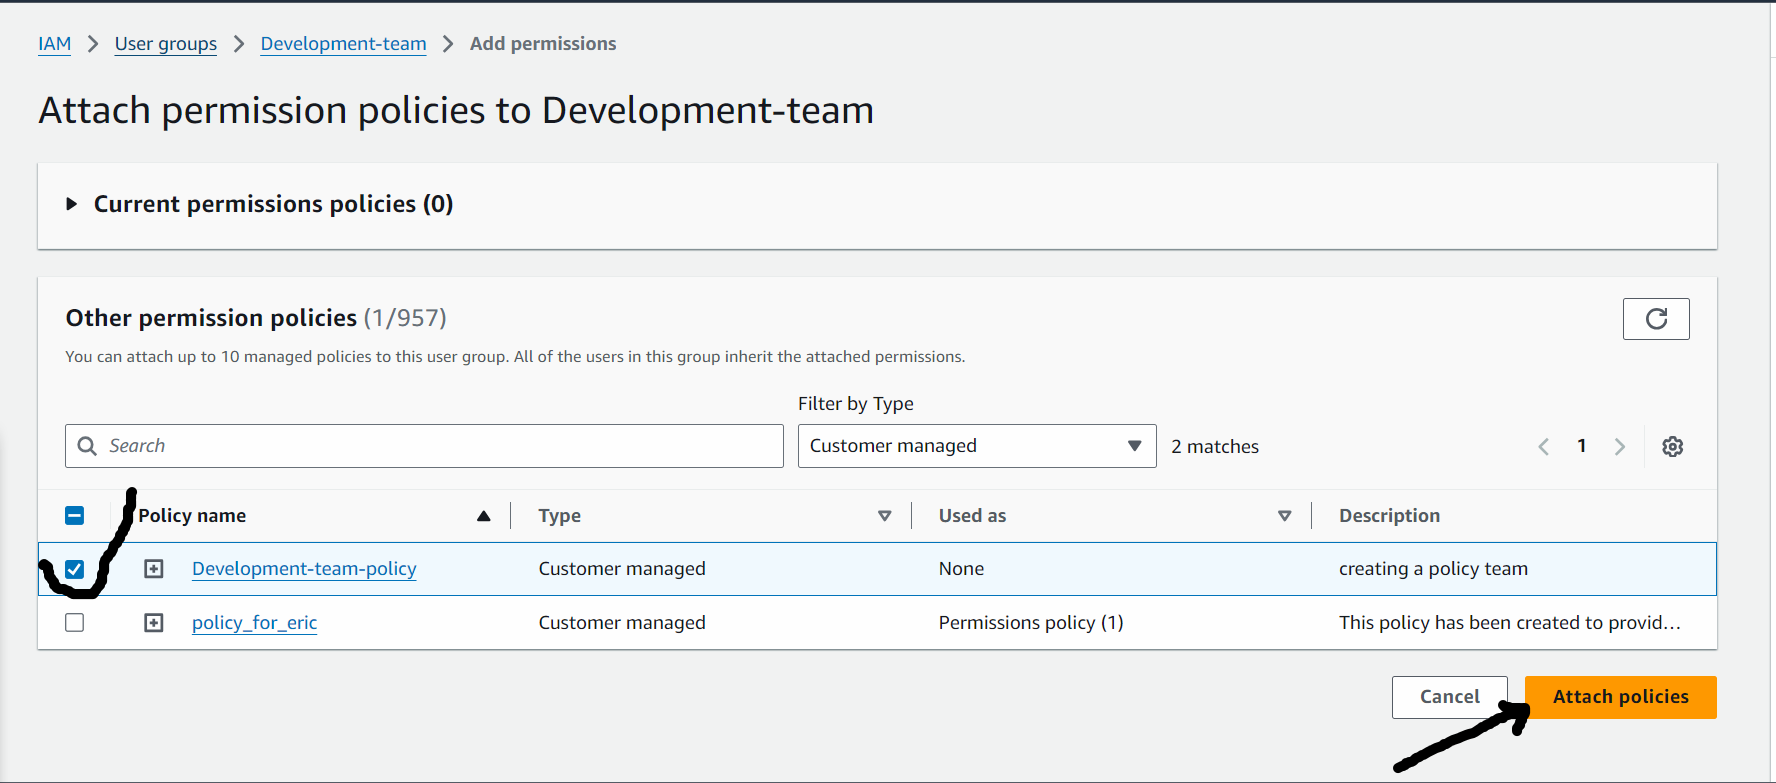 IAM > User groups > Development-team > Add permissions
Attach permission policies to Development-team
Current permissions policies (0)
Other permission policies (1/957)
You can attach up to 10 managed policies to this user group. All of the users in this group inherit the attached permissions.
Filter by Type
Search Customer managed 2 matches 1
Policy name Type Used as Description
Development-team-policy Customer managed None creating a policy team
policy_for_eric Customer managed Permissions policy (1) This policy has been created to provid...
Cancel Attach policies